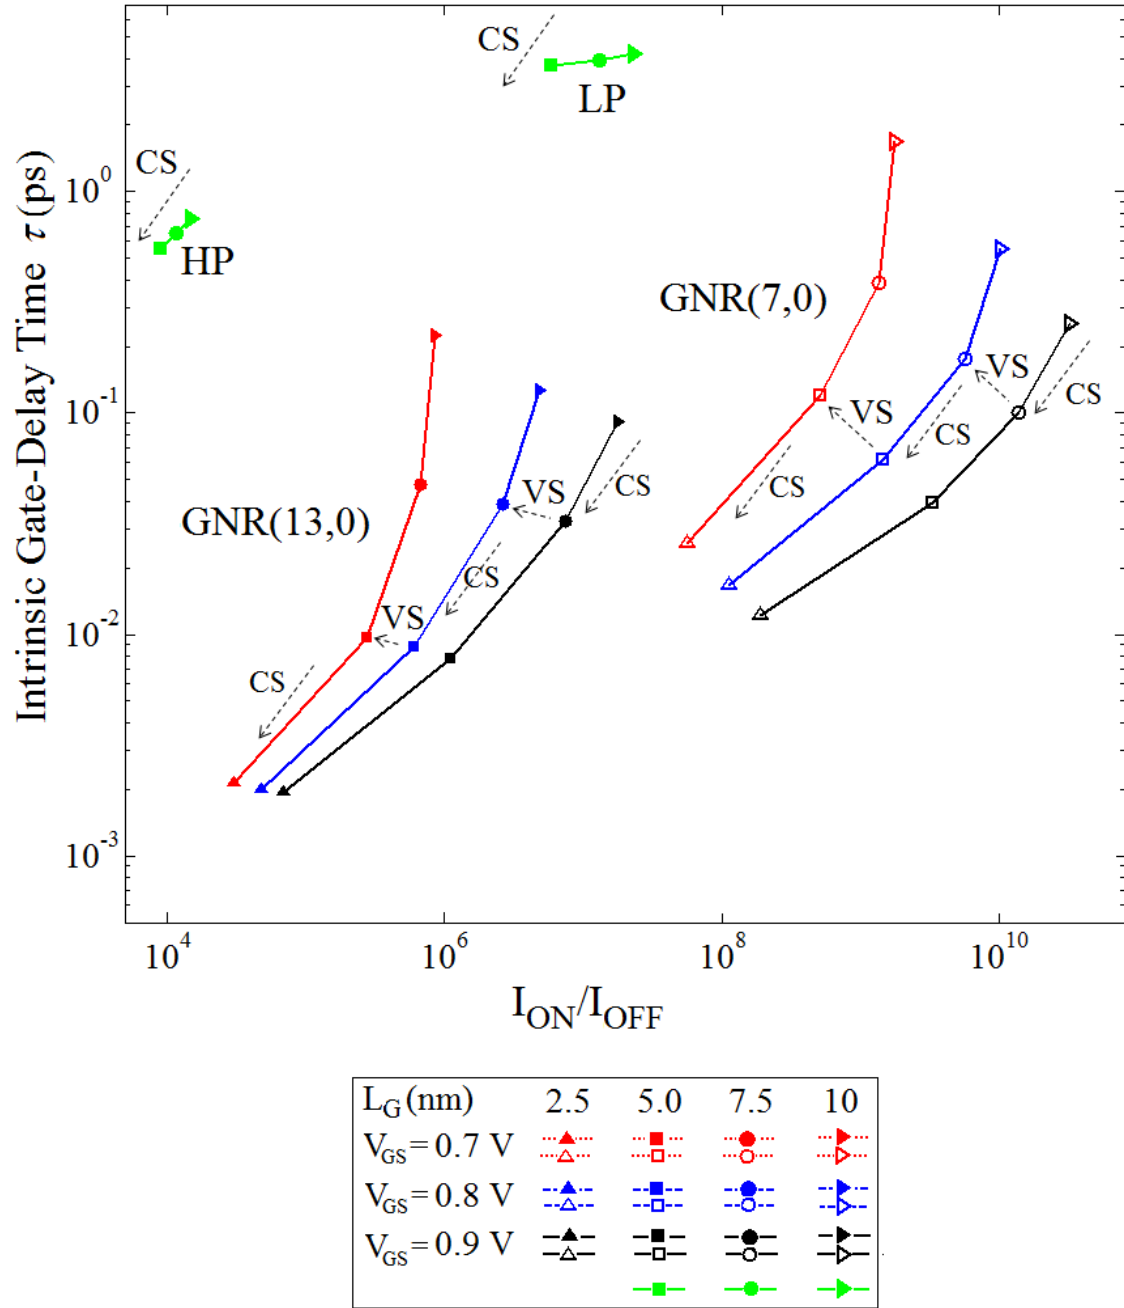 CS
LP
CS
HP
10^0
10^-1
10^-2
10^-3
Intrinsic Gate-Delay Time τ (ps)
GNR(7,0)
VS
CS
VS
CS
CS
GNR(13,0)
VS
CS
CS
VS
CS
10^4 10^6 10^8 10^10
I_ON/I_OFF
L_G (nm) 2.5 5.0 7.5 10
V_GS = 0.7 V
V_GS = 0.8 V
V_GS = 0.9 V